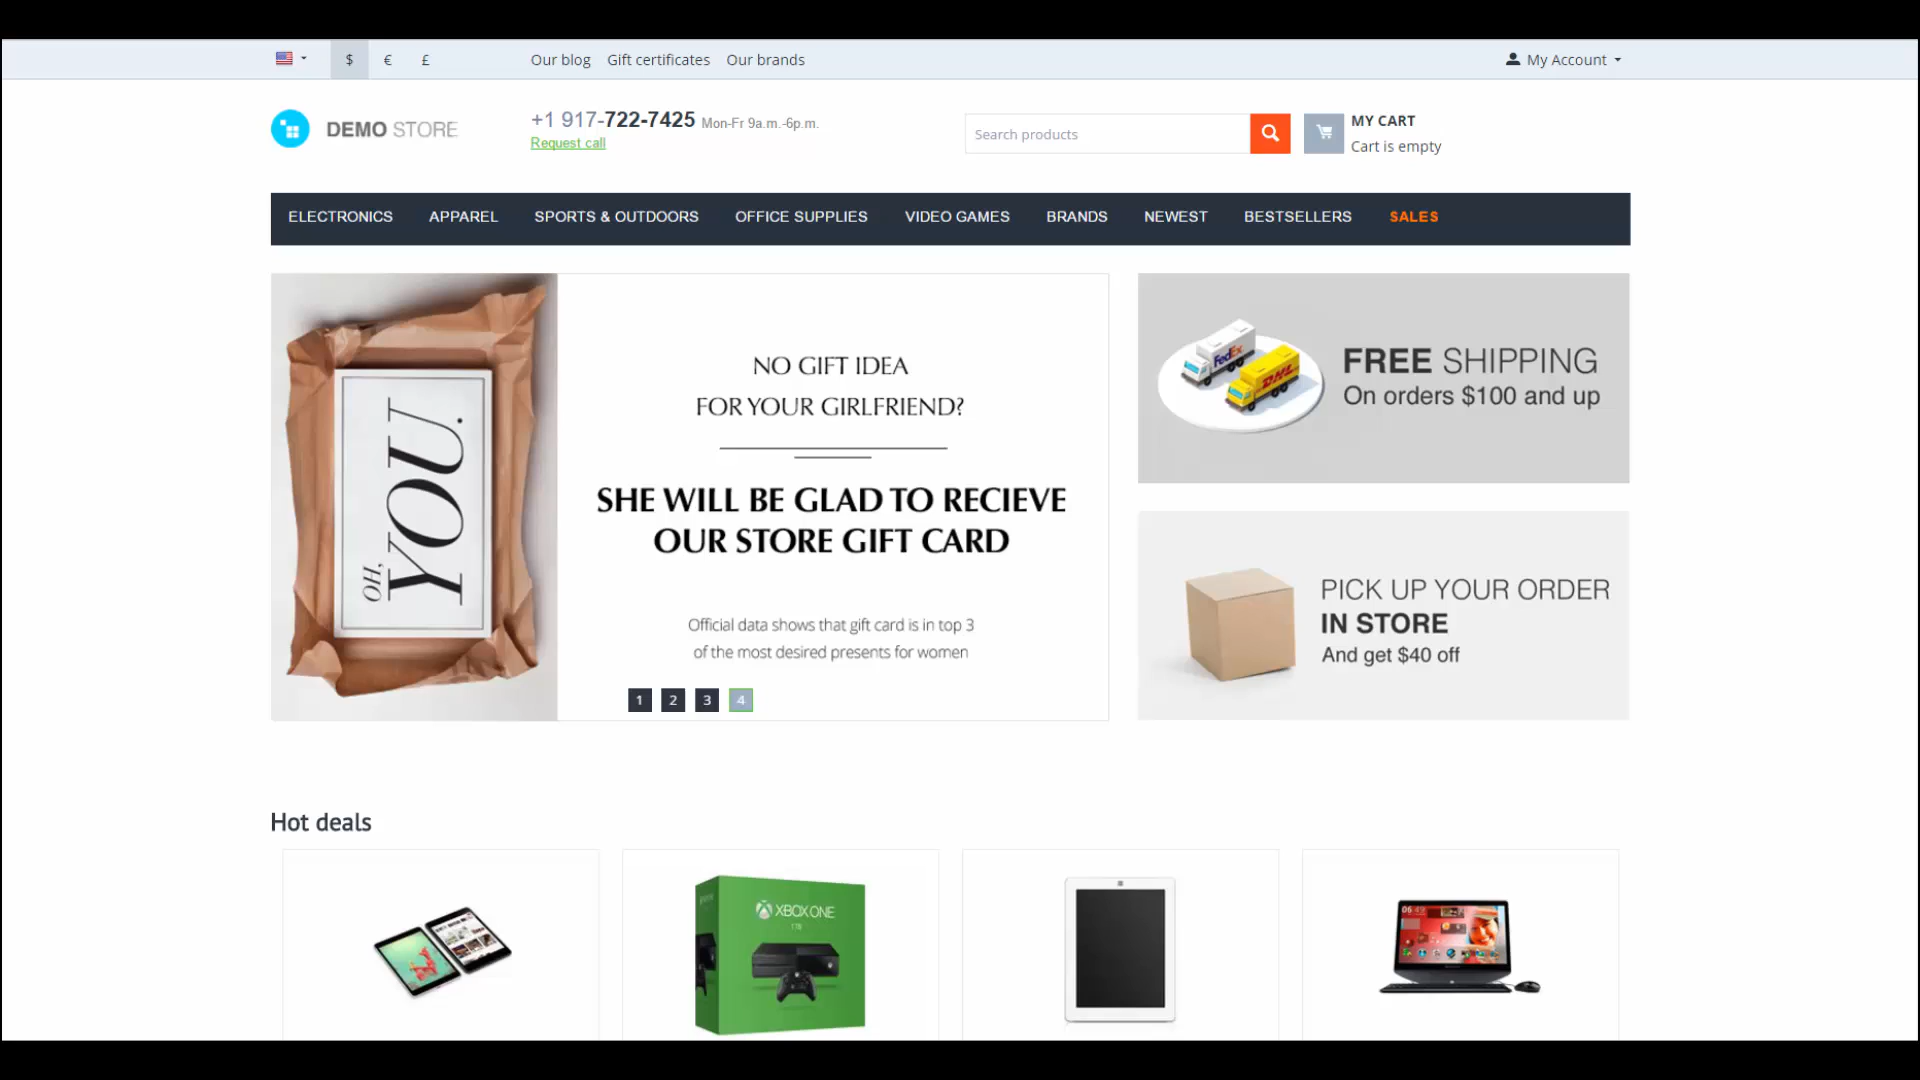 $ € £
Our blog Gift certificates Our brands
My Account
DEMO STORE
+1 917-722-7425 Mon-Fr 9a.m.-6p.m.
Request call
Search products
MY CART
Cart is empty
ELECTRONICS APPAREL SPORTS & OUTDOORS OFFICE SUPPLIES VIDEO GAMES BRANDS NEWEST BESTSELLERS SALES
OH,
YOU.
NO GIFT IDEA
FOR YOUR GIRLFRIEND?
SHE WILL BE GLAD TO RECIEVE
OUR STORE GIFT CARD
Official data shows that gift card is in top 3
of the most desired presents for women
1 2 3 4
FedEx
DHL
FREE SHIPPING
On orders $100 and up
PICK UP YOUR ORDER
IN STORE
And get $40 off
Hot deals
XBOX ONE
1TB